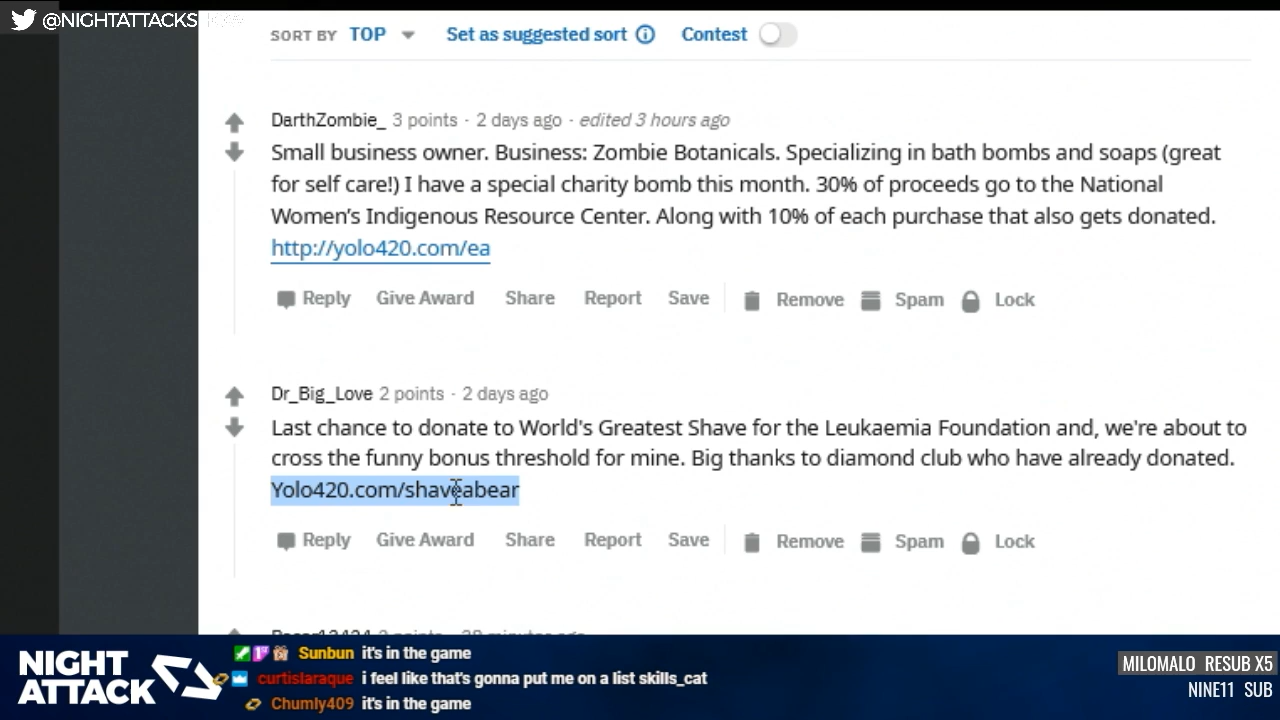 @NIGHTATTACKS
SORT BY TOP Set as suggested sort Contest
DarthZombie_ 3 points · 2 days ago · edited 3 hours ago
Small business owner. Business: Zombie Botanicals. Specializing in bath bombs and soaps (great
for self care!) I have a special charity bomb this month. 30% of proceeds go to the National
Women's Indigenous Resource Center. Along with 10% of each purchase that also gets donated.
http://yolo420.com/ea
Reply Give Award Share Report Save Remove Spam Lock
Dr_Big_Love 2 points · 2 days ago
Last chance to donate to World's Greatest Shave for the Leukaemia Foundation and, we're about to
cross the funny bonus threshold for mine. Big thanks to diamond club who have already donated.
Yolo420.com/shaveabear
Reply Give Award Share Report Save Remove Spam Lock
NIGHT
ATTACK
Sunbun it's in the game
curtislaraque i feel like that's gonna put me on a list skills_cat
Chumly409 it's in the game
MILOMALO RESUB X5
NINE11 SUB